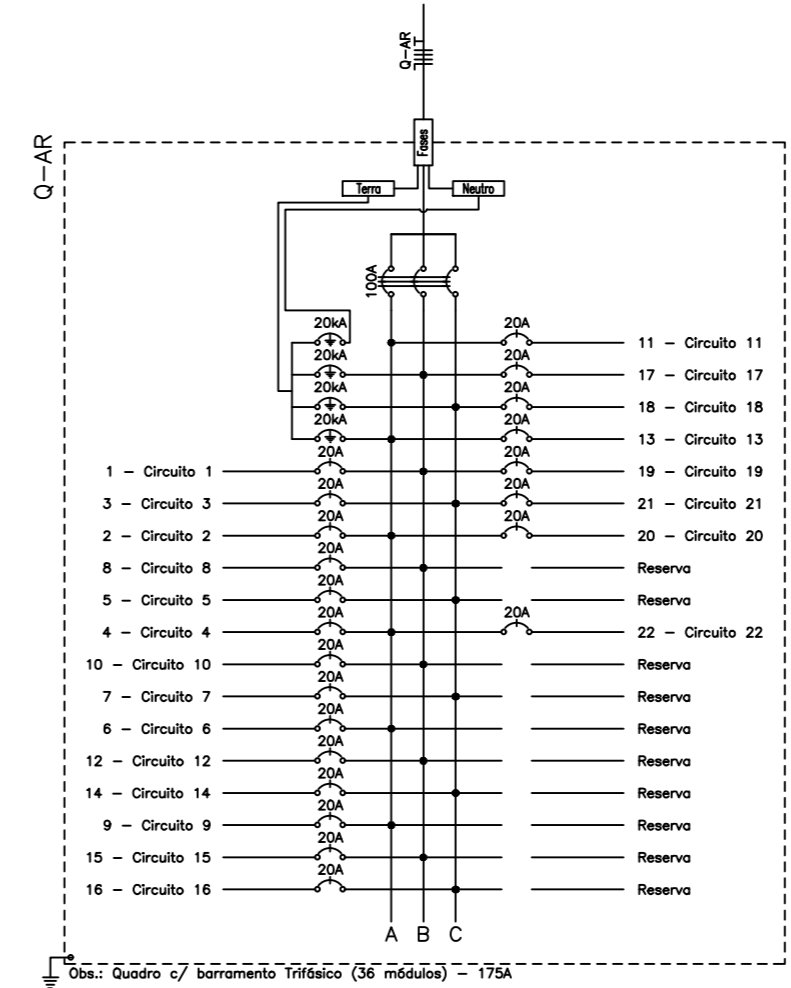 Q-AR
Q-AR
Fases
Terra
Neutro
100A
20kA 20A
11 - Circuito 11
20kA 20A
17 - Circuito 17
20kA 20A
18 - Circuito 18
20kA 20A
13 - Circuito 13
20A 20A
1 - Circuito 1 19 - Circuito 19
20A 20A
3 - Circuito 3 21 - Circuito 21
20A 20A
2 - Circuito 2 20 - Circuito 20
20A
8 - Circuito 8 Reserva
20A
5 - Circuito 5 Reserva
20A 20A
4 - Circuito 4 22 - Circuito 22
20A
10 - Circuito 10 Reserva
20A
7 - Circuito 7 Reserva
20A
6 - Circuito 6 Reserva
20A
12 - Circuito 12 Reserva
20A
14 - Circuito 14 Reserva
20A
9 - Circuito 9 Reserva
20A
15 - Circuito 15 Reserva
20A
16 - Circuito 16 Reserva
A B C
Obs.: Quadro c/ barramento Trifásico (36 módulos) - 175A